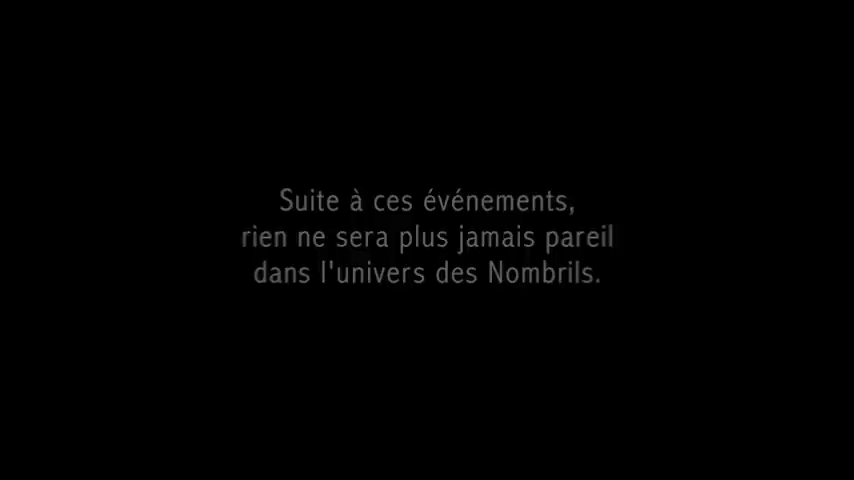 Suite à ces événements,
rien ne sera plus jamais pareil
dans l'univers des Nombrils.